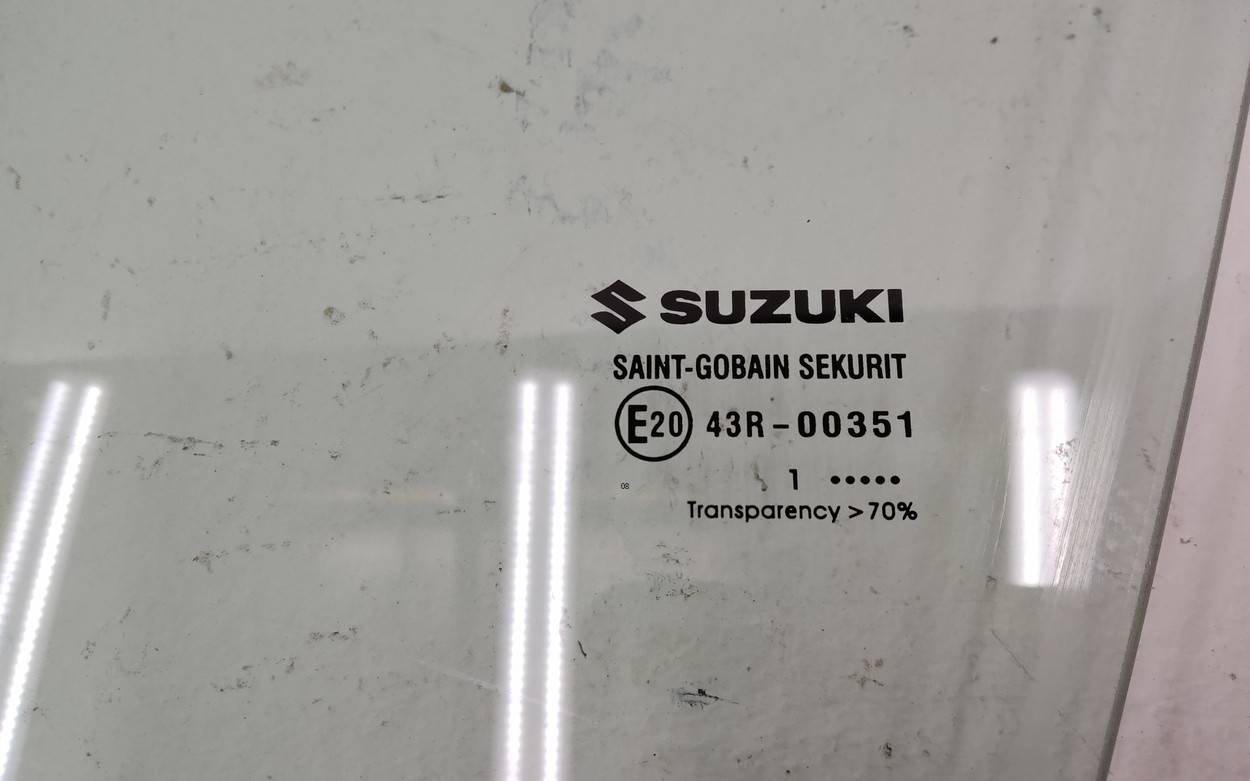 SUZUKI
SAINT-GOBAIN SEKURIT
E20 43R-00351
1 •••••
08
Transparency >70%